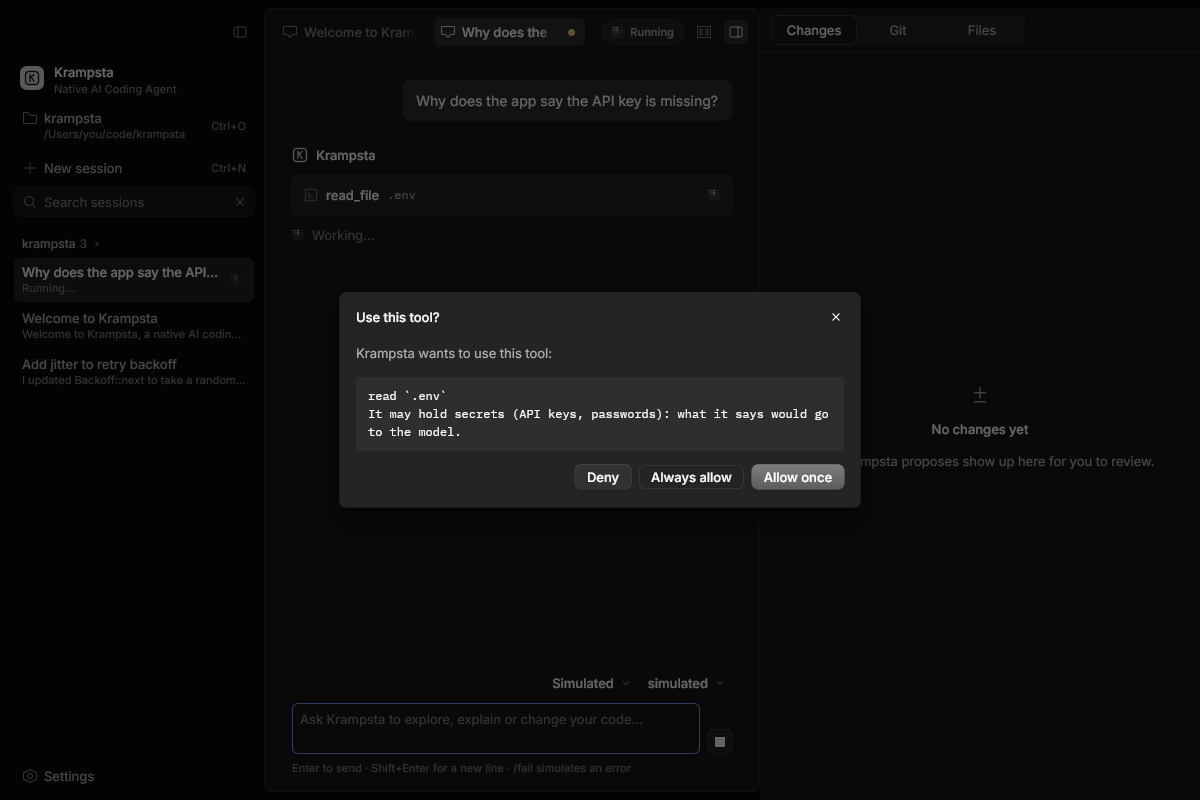 Krampsta
Native AI Coding Agent
krampsta
/Users/you/code/krampsta
Ctrl+O
New session
Ctrl+N
Search sessions
krampsta 3
Why does the app say the API...
Running...
Welcome to Krampsta
Welcome to Krampsta, a native AI codin...
Add jitter to retry backoff
I updated Backoff::next to take a random...
Settings
Welcome to Kram
Why does the
Running
Why does the app say the API key is missing?
K Krampsta
read_file .env
Working...
Use this tool?
Krampsta wants to use this tool:
read `.env`
It may hold secrets (API keys, passwords): what it says would go
to the model.
Deny
Always allow
Allow once
Simulated
simulated
Ask Krampsta to explore, explain or change your code...
Enter to send · Shift+Enter for a new line · /fail simulates an error
Changes
Git
Files
No changes yet
mpsta proposes show up here for you to review.